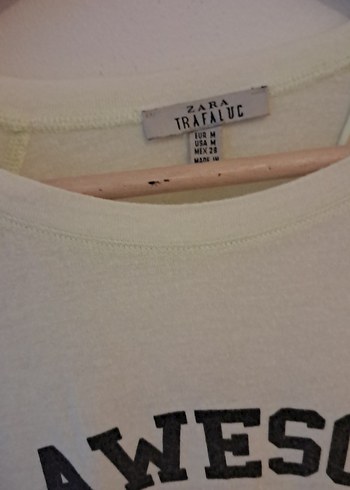 ZARA
TRAFALUC
EUR M
USA M
MEX 28
MADE IN
AWESO